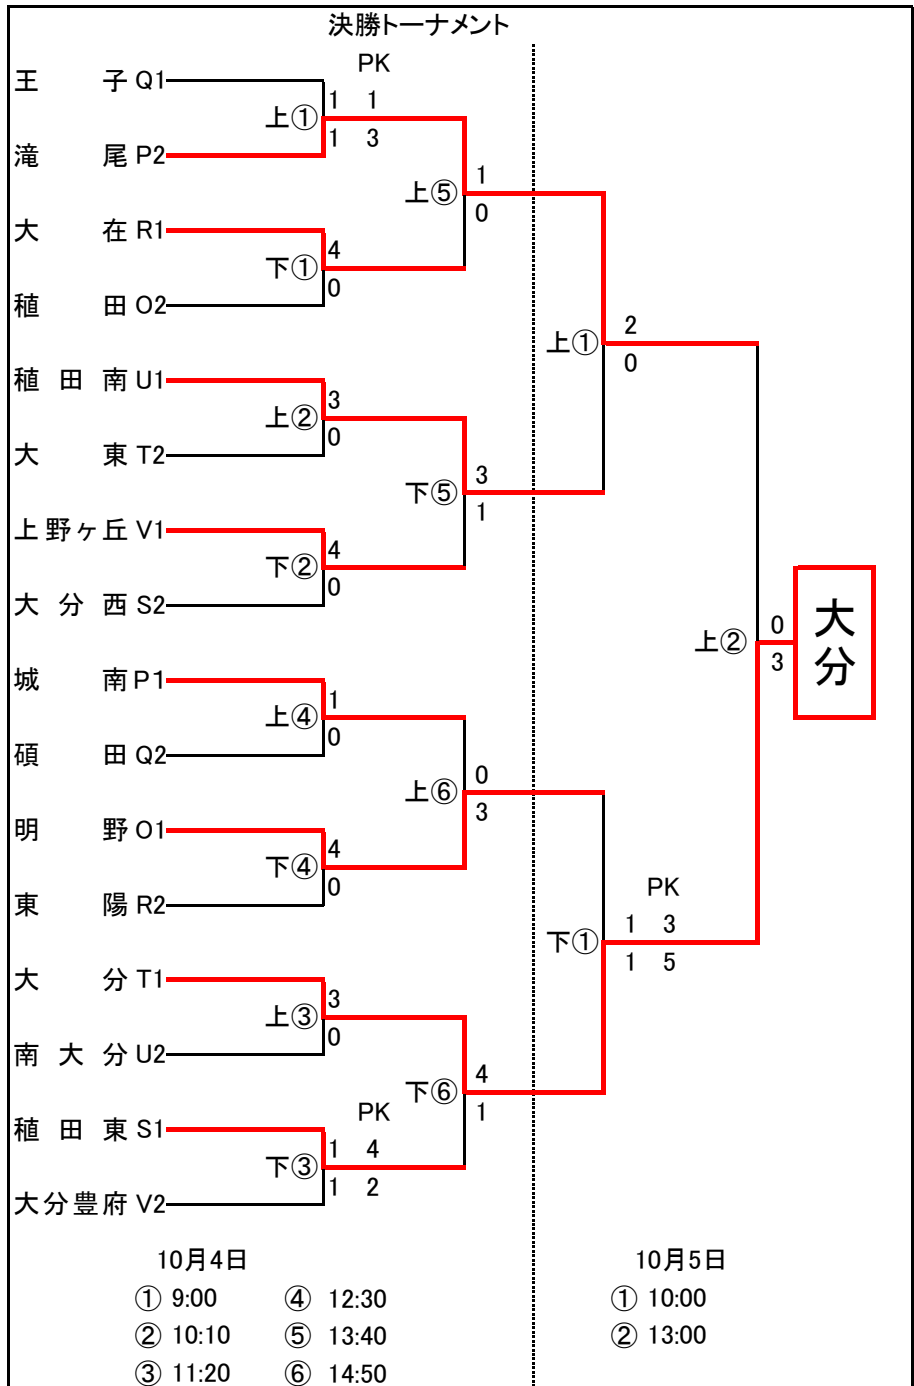 決勝トーナメント
PK
王 子 Q1
1 1
上①
1 3
滝 尾 P2
1
上⑤
0
大 在 R1
4
下①
0
稙 田 O2
2
上①
0
稙 田 南 U1
3
上②
0
大 東 T2
3
下⑤
1
上野ヶ丘 V1
4
下②
0
大 分 西 S2
0
上②
3
大分
城 南 P1
1
上④
0
碩 田 Q2
0
上⑥
3
明 野 O1
4
下④
0
東 陽 R2
PK
1 3
下①
1 5
大 分 T1
3
上③
0
南 大 分 U2
4
下⑥
1
PK
稙 田 東 S1
1 4
下③
1 2
大分豊府 V2
10月4日 10月5日
① 9:00 ④ 12:30 ① 10:00
② 10:10 ⑤ 13:40 ② 13:00
③ 11:20 ⑥ 14:50